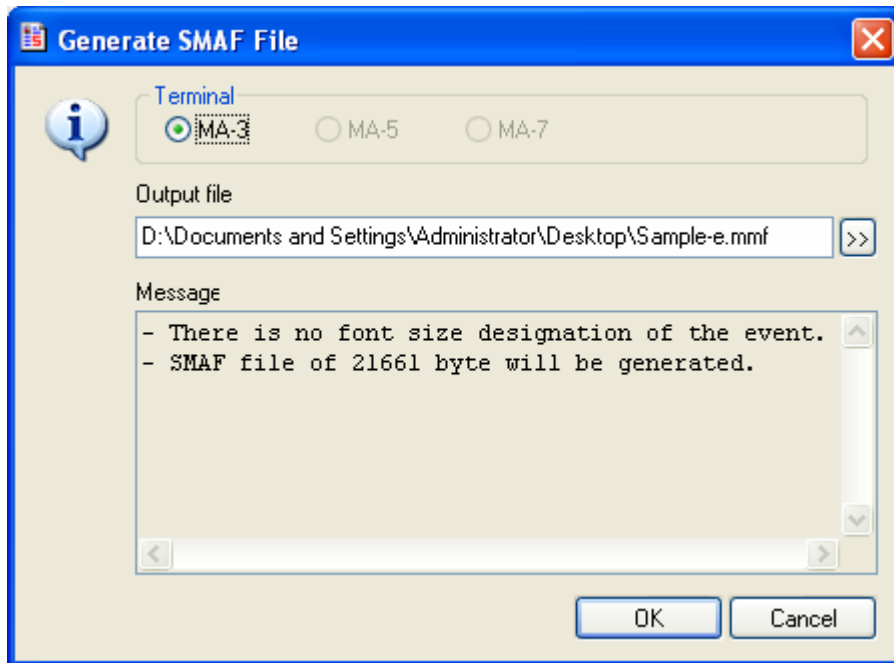 Generate SMAF File
Terminal
MA-3 MA-5 MA-7
Output file
D:\Documents and Settings\Administrator\Desktop\Sample-e.mmf >>
Message
- There is no font size designation of the event.
- SMAF file of 21661 byte will be generated.
OK Cancel